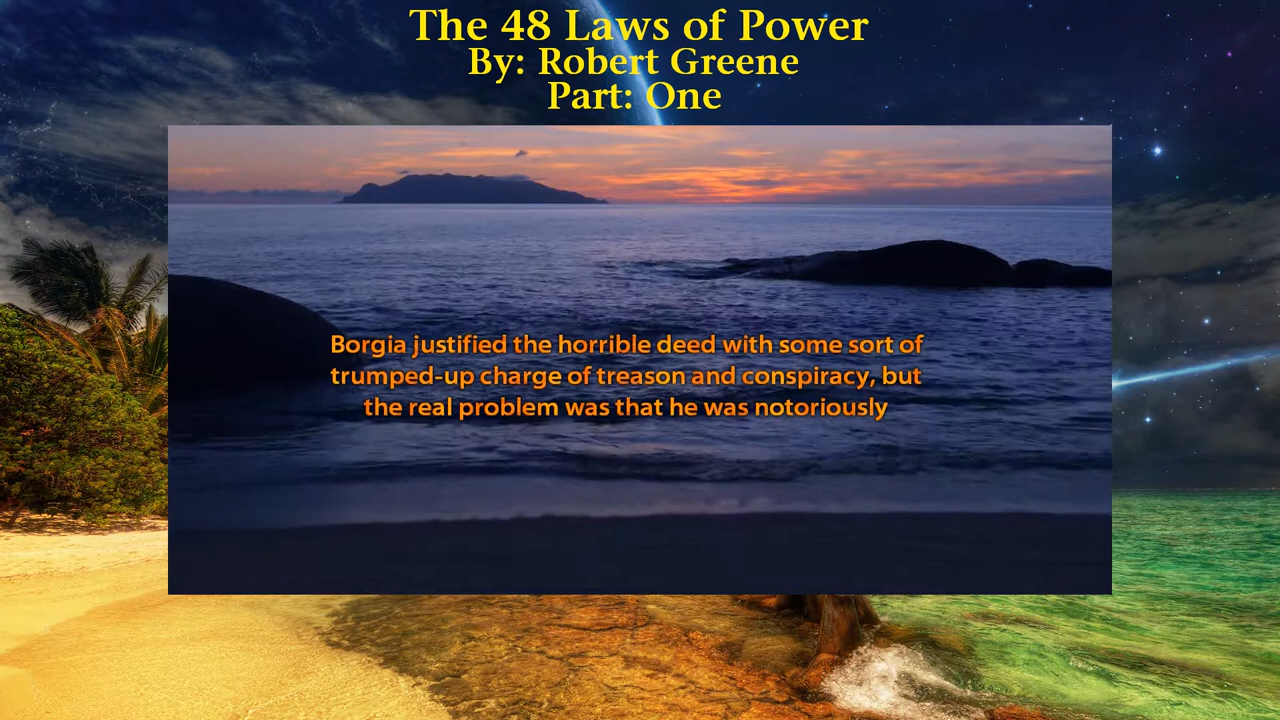 The 48 Laws of Power
By: Robert Greene
Part: One
Borgia justified the horrible deed with some sort of
trumped-up charge of treason and conspiracy, but
the real problem was that he was notoriously